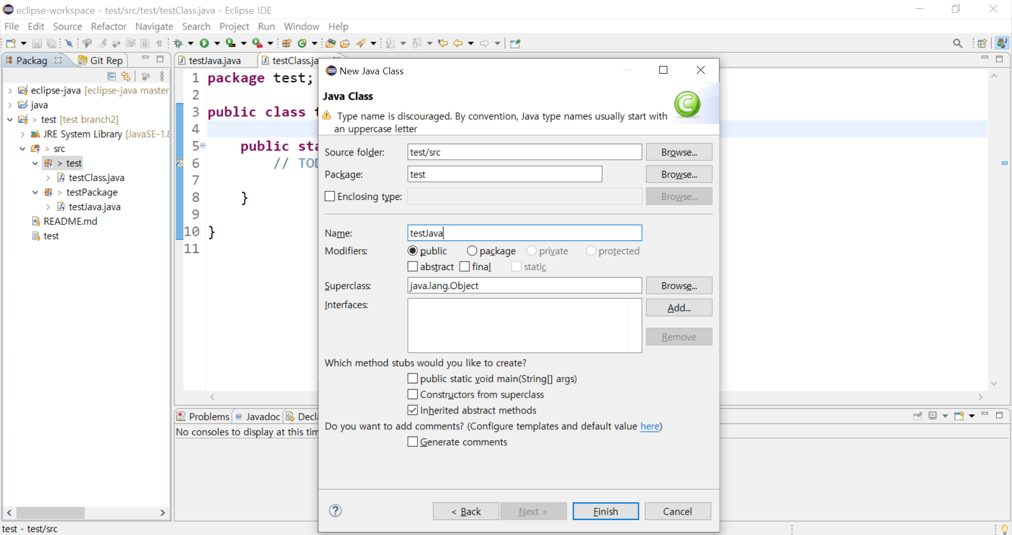 eclipse-workspace - test/src/test/testClass.java - Eclipse IDE
File Edit Source Refactor Navigate Search Project Run Window Help
Packag
Git Rep
testJava.java
testClass.ja
eclipse-java [eclipse-java master
java
> test [test branch2]
JRE System Library [JavaSE-1.8
> src
> test
testClass.java
> testPackage
testJava.java
README.md
test
1 package test;
2
3 public class t
4
5 public sta
6 // TOD
7
8 }
9
10 }
11
Problems Javadoc Decla
No consoles to display at this tim
test - test/src
New Java Class
Java Class
Type name is discouraged. By convention, Java type names usually start with
an uppercase letter
Source folder: test/src Browse...
Package: test Browse...
Enclosing type: Browse...
Name: testJava
Modifiers: public package private protected
abstract final static
Superclass: java.lang.Object Browse...
Interfaces: Add...
Remove
Which method stubs would you like to create?
public static void main(String[] args)
Constructors from superclass
Inherited abstract methods
Do you want to add comments? (Configure templates and default value here)
Generate comments
? < Back Next > Finish Cancel